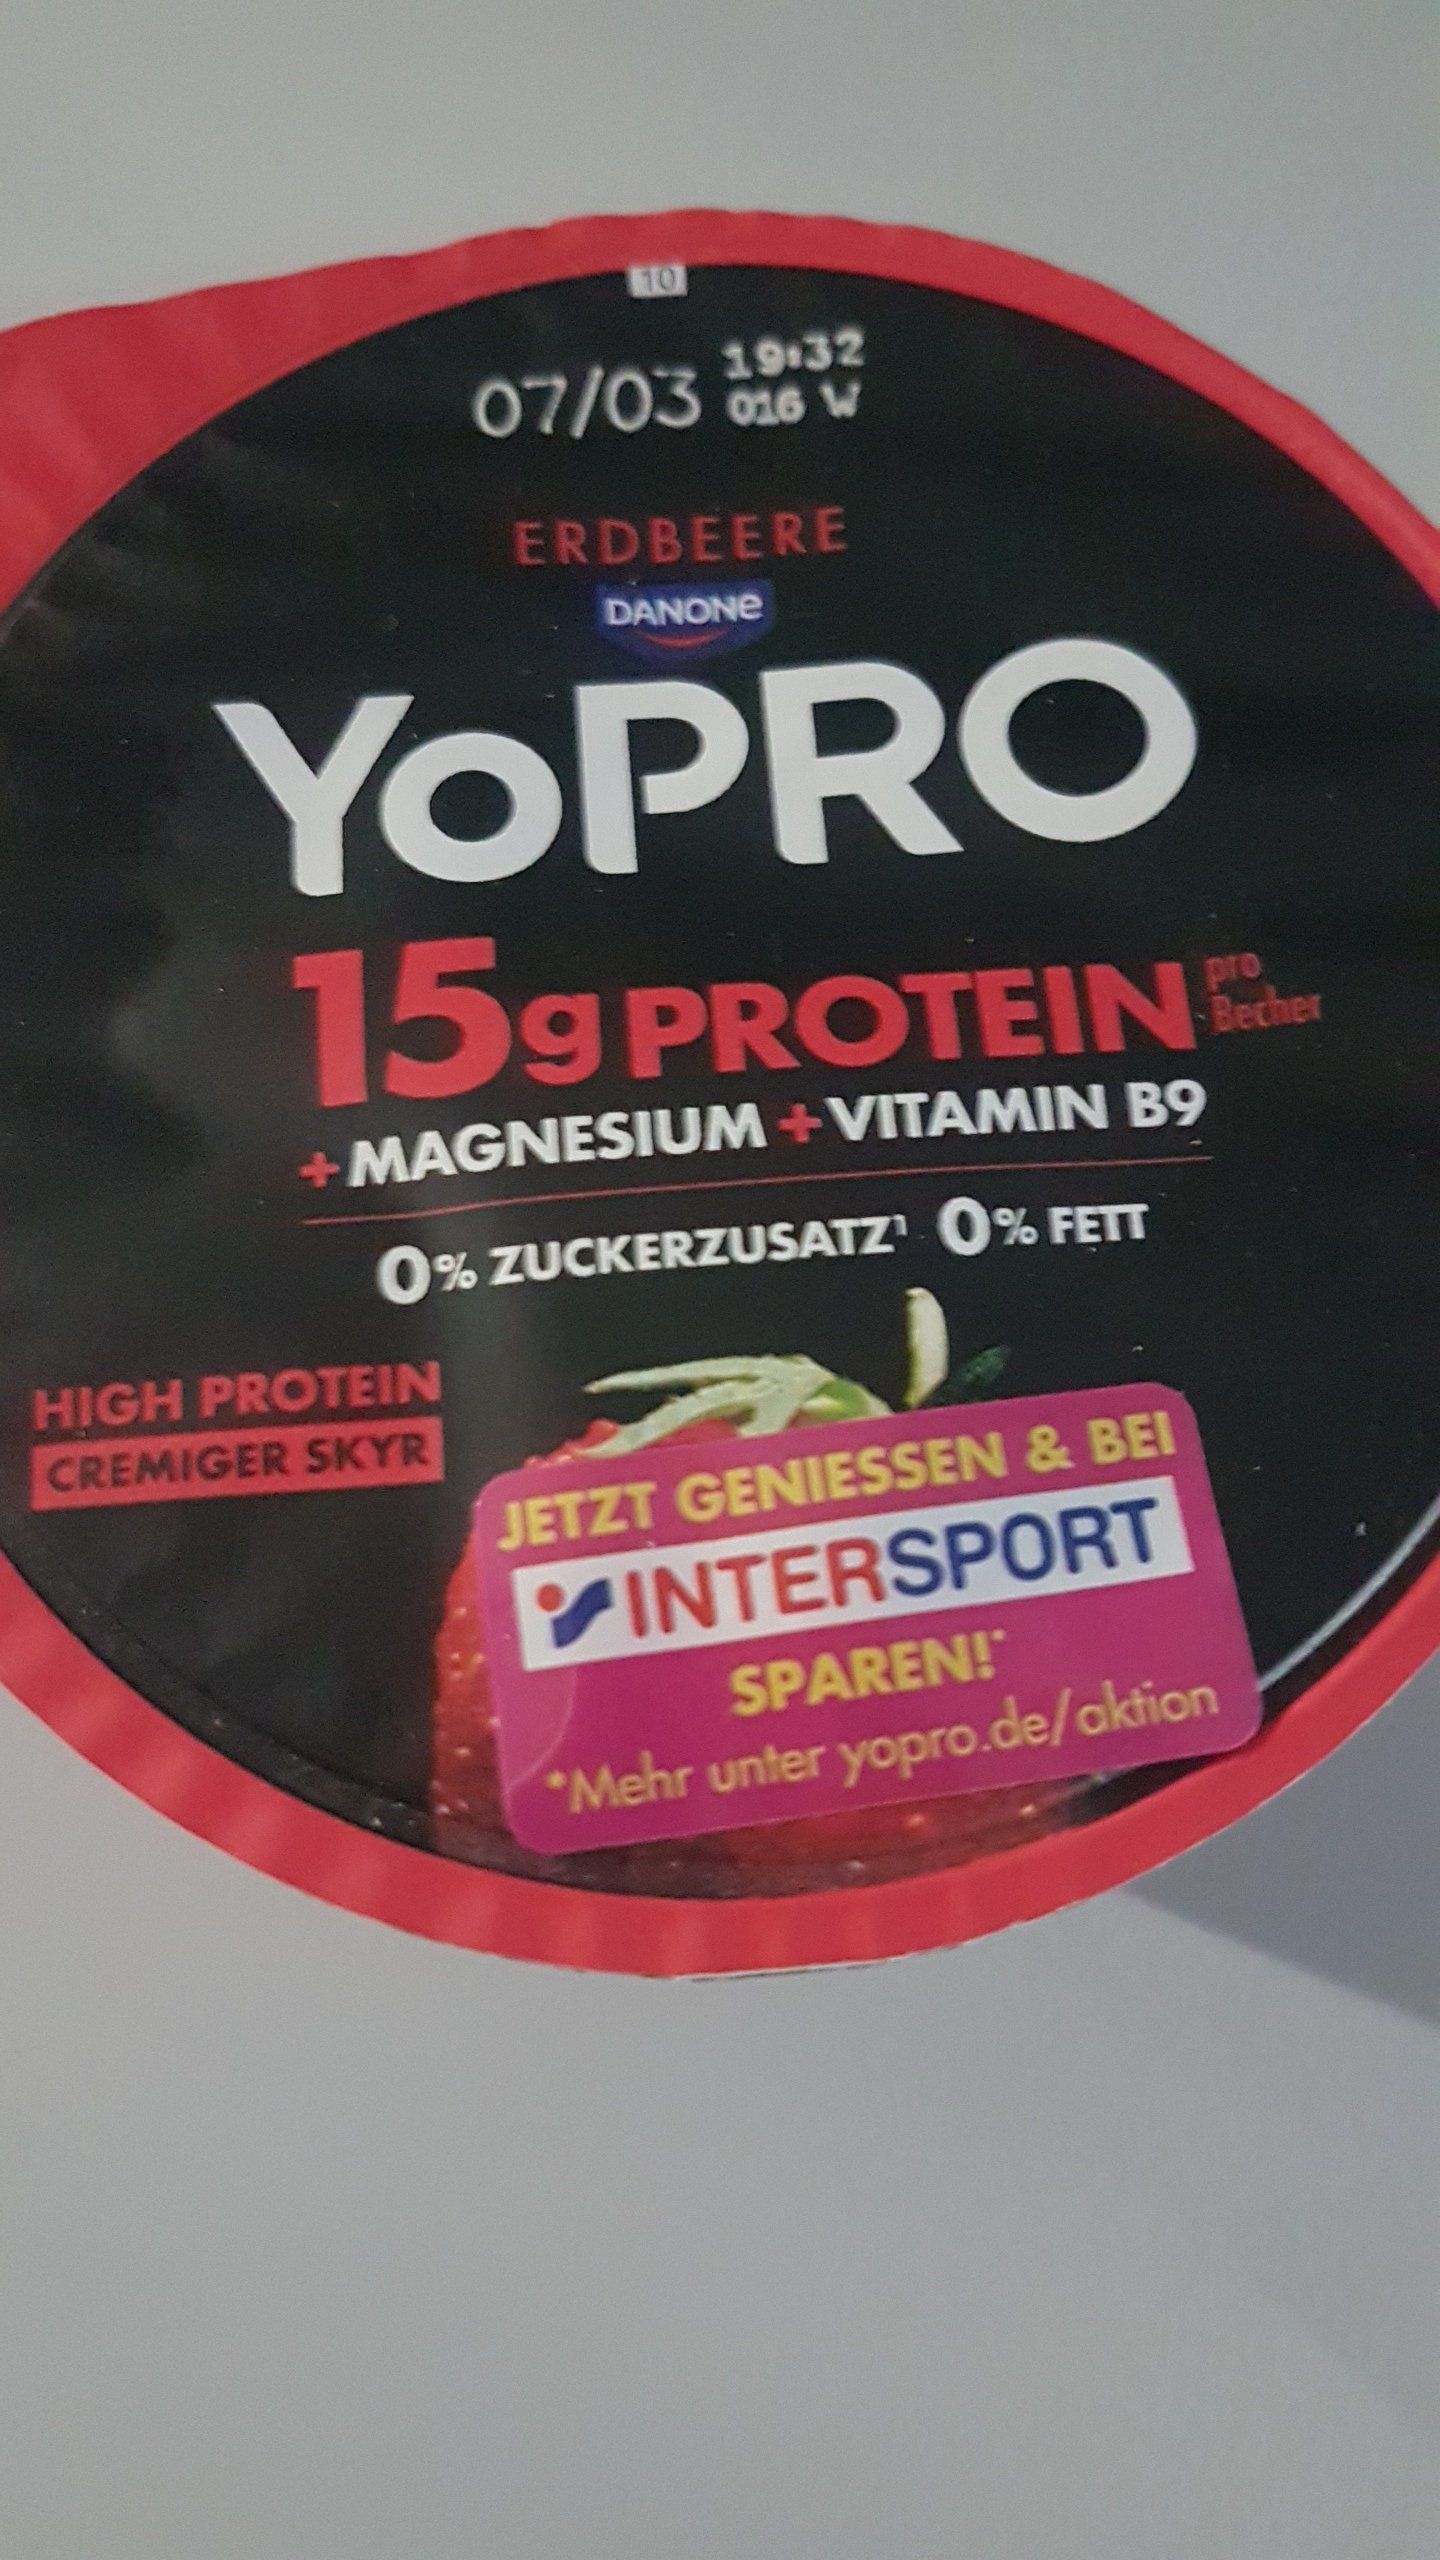 10
07/03 19:32
016 W
ERDBEERE
DANONE
YoPRO
15g PROTEIN pro Becher
+ MAGNESIUM + VITAMIN B9
0% ZUCKERZUSATZ¹ 0% FETT
HIGH PROTEIN
CREMIGER SKYR
JETZT GENIESSEN & BEI
INTERSPORT
SPAREN!*
*Mehr unter yopro.de/aktion